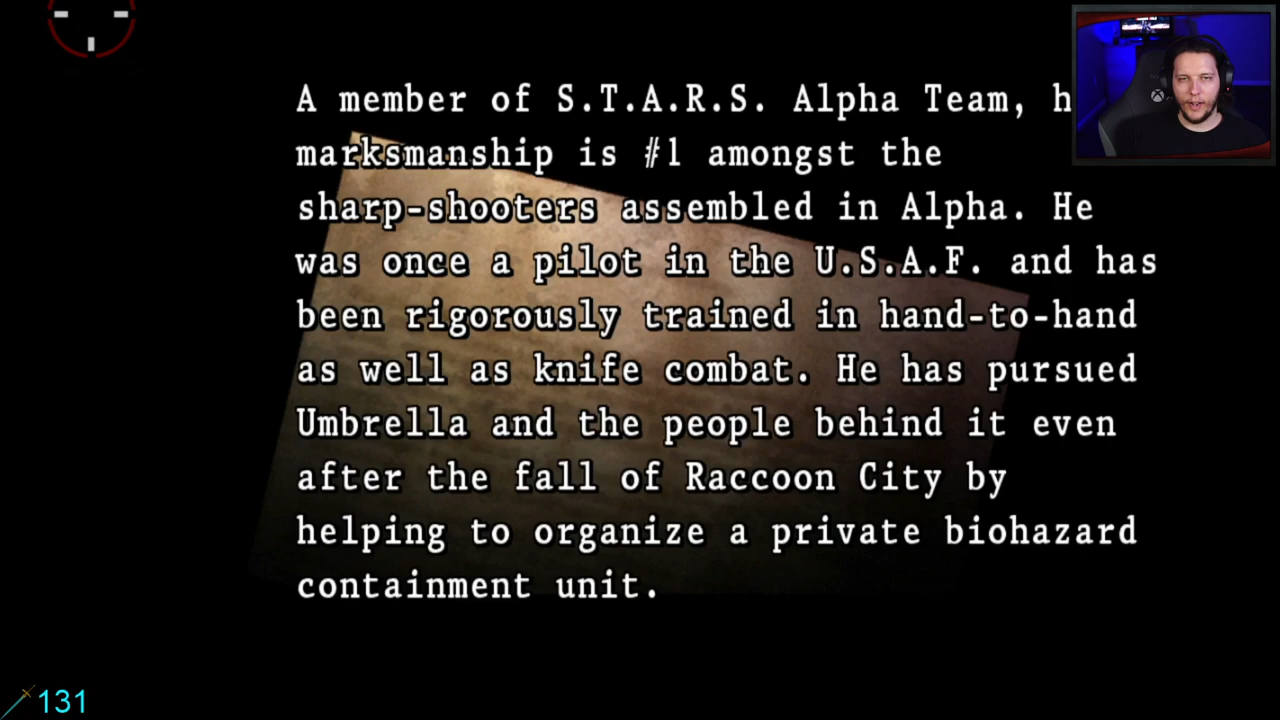 A member of S.T.A.R.S. Alpha Team,
marksmanship is #1 amongst the
sharp-shooters assembled in Alpha. He
was once a pilot in the U.S.A.F. and has
been rigorously trained in hand-to-hand
as well as knife combat. He has pursued
Umbrella and the people behind it even
after the fall of Raccoon City by
helping to organize a private biohazard
containment unit.
131